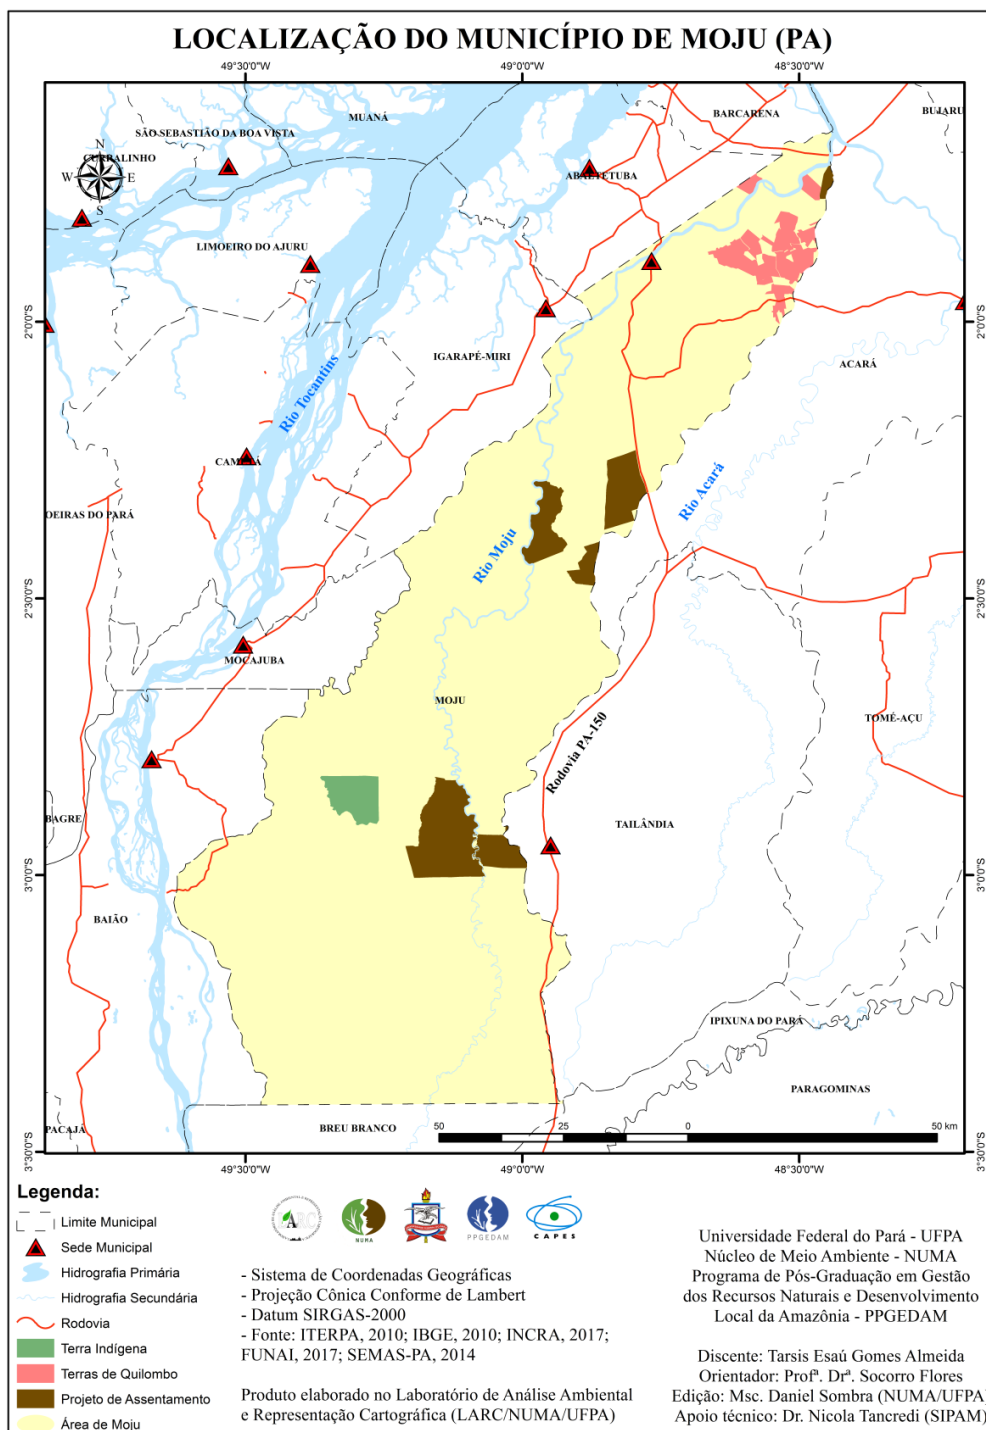 LOCALIZAÇÃO DO MUNICÍPIO DE MOJU (PA)
49°30'0"W
49°0'0"W
48°30'0"W
MUANÁ
BARCARENA
BUJARU
SÃO SEBASTIÃO DA BOA VISTA
CURRALINHO
N
W
E
S
ABAETETUBA
LIMOEIRO DO AJURU
2°0'0"S
2°0'0"S
IGARAPÉ-MIRI
ACARÁ
Rio Tocantins
CAMETÁ
Rio Acará
OEIRAS DO PARÁ
Rio Moju
2°30'0"S
2°30'0"S
MOCAJUBA
MOJU
TOMÉ-AÇU
Rodovia PA-150
BAGRE
TAILÂNDIA
3°0'0"S
3°0'0"S
BAIÃO
IPIXUNA DO PARÁ
PARAGOMINAS
PACAJÁ
BREU BRANCO
50
25
0
50 km
3°30'0"S
3°30'0"S
49°30'0"W
49°0'0"W
48°30'0"W
Legenda:
Limite Municipal
Sede Municipal
Hidrografia Primária
Hidrografia Secundária
Rodovia
Terra Indígena
Terras de Quilombo
Projeto de Assentamento
Área de Moju
NUMA
PPGEDAM
CAPES
- Sistema de Coordenadas Geográficas
- Projeção Cônica Conforme de Lambert
- Datum SIRGAS-2000
- Fonte: ITERPA, 2010; IBGE, 2010; INCRA, 2017;
FUNAI, 2017; SEMAS-PA, 2014
Produto elaborado no Laboratório de Análise Ambiental
e Representação Cartográfica (LARC/NUMA/UFPA)
Universidade Federal do Pará - UFPA
Núcleo de Meio Ambiente - NUMA
Programa de Pós-Graduação em Gestão
dos Recursos Naturais e Desenvolvimento
Local da Amazônia - PPGEDAM
Discente: Tarsis Esaú Gomes Almeida
Orientador: Profª. Drª. Socorro Flores
Edição: Msc. Daniel Sombra (NUMA/UFPA)
Apoio técnico: Dr. Nicola Tancredi (SIPAM)